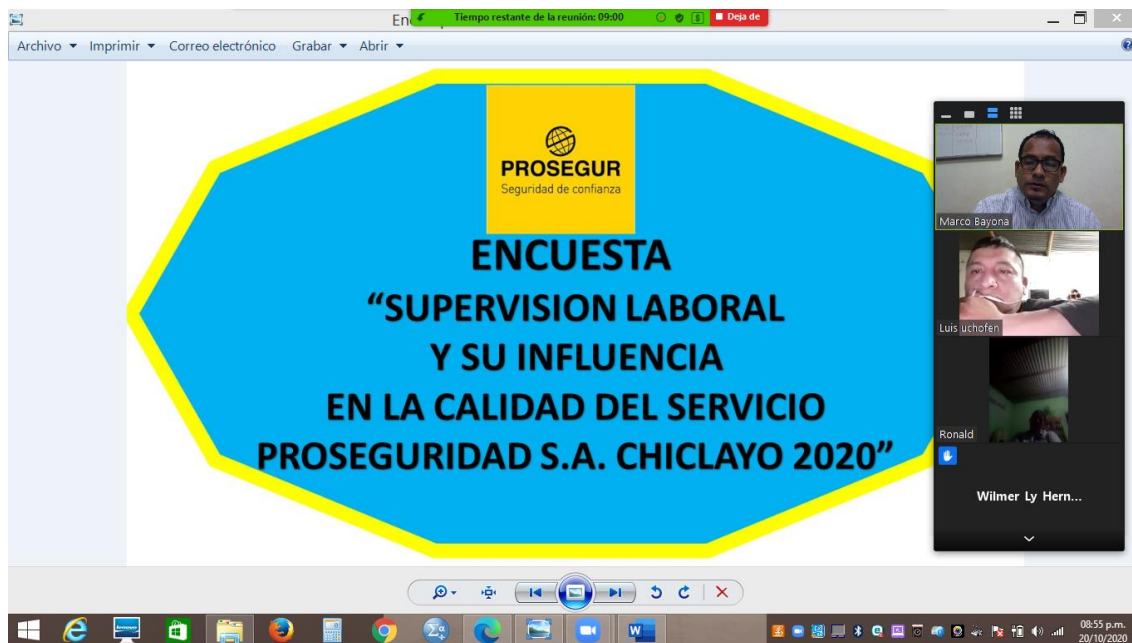 En
Tiempo restante de la reunión: 09:00
Deja de
Archivo Imprimir Correo electrónico Grabar Abrir
PROSEGUR
Seguridad de confianza
ENCUESTA
“SUPERVISION LABORAL
Y SU INFLUENCIA
EN LA CALIDAD DEL SERVICIO
PROSEGURIDAD S.A. CHICLAYO 2020”
Marco Bayona
Luis uchofen
Ronald
Wilmer Ly Hern...
08:55 p.m.
20/10/2020